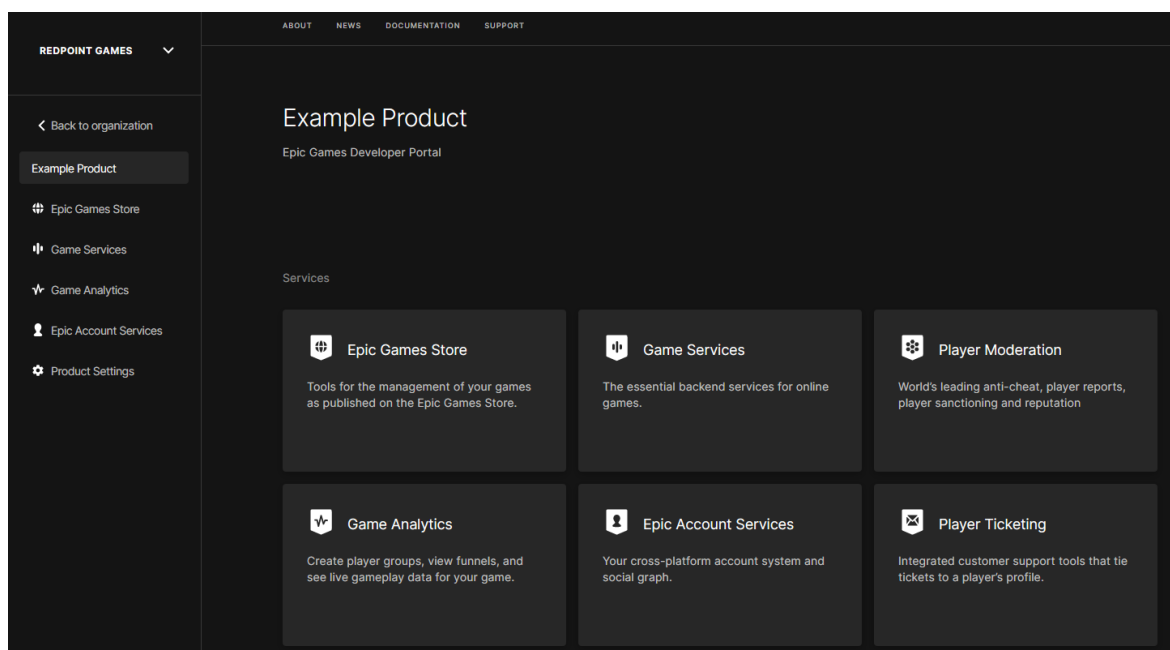 ABOUT NEWS DOCUMENTATION SUPPORT
REDPOINT GAMES
Back to organization
Example Product
Epic Games Store
Game Services
Game Analytics
Epic Account Services
Product Settings
Example Product
Epic Games Developer Portal
Services
Epic Games Store
Tools for the management of your games
as published on the Epic Games Store.
Game Services
The essential backend services for online
games.
Player Moderation
World's leading anti-cheat, player reports,
player sanctioning and reputation
Game Analytics
Create player groups, view funnels, and
see live gameplay data for your game.
Epic Account Services
Your cross-platform account system and
social graph.
Player Ticketing
Integrated customer support tools that tie
tickets to a player's profile.